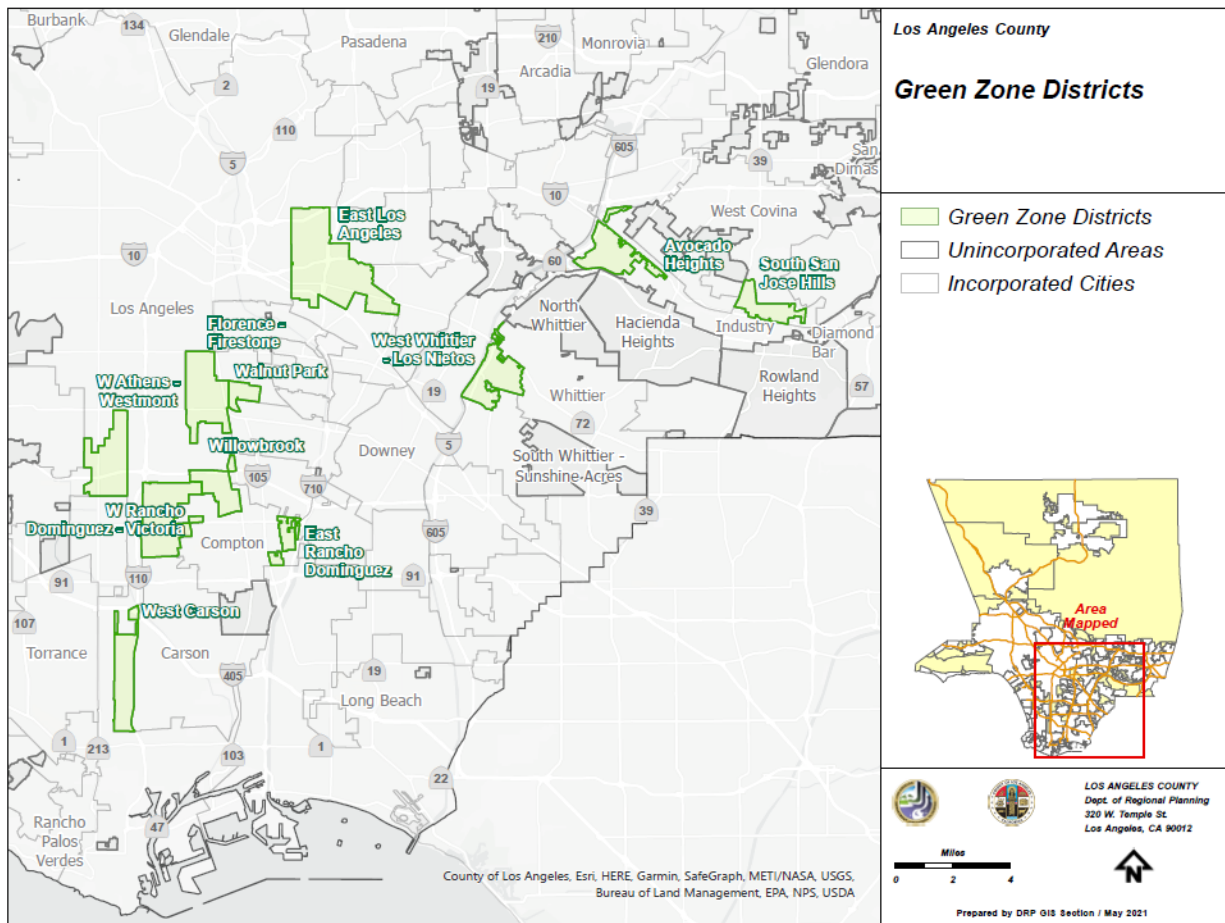 Burbank
134
Glendale
Pasadena
210
Monrovia
Arcadia
Glendora
2
19
110
605
39
San
Dimas
5
10
West Covina
East Los
Angeles
Avocado
Heights
60
South San
Jose Hills
10
Los Angeles
North
Whittier
Hacienda
Heights
Industry
Diamond
Bar
Florence -
Firestone
West Whittier
- Los Nietos
Walnut Park
W Athens -
Westmont
19
Whittier
Rowland
Heights
57
72
Willowbrook
Downey
5
South Whittier -
Sunshine Acres
105
710
W Rancho
Dominguez - Victoria
39
Compton
East
Rancho
Dominguez
605
91
110
91
107
West Carson
Torrance
Carson
405
19
Long Beach
1
213
103
1
22
47
Rancho
Palos
Verdes
County of Los Angeles, Esri, HERE, Garmin, SafeGraph, METI/NASA, USGS,
Bureau of Land Management, EPA, NPS, USDA
Los Angeles County
Green Zone Districts
Green Zone Districts
Unincorporated Areas
Incorporated Cities
Area
Mapped
LOS ANGELES COUNTY
Dept. of Regional Planning
320 W. Temple St.
Los Angeles, CA 90012
Miles
0 2 4
N
Prepared by DRP GIS Section / May 2021